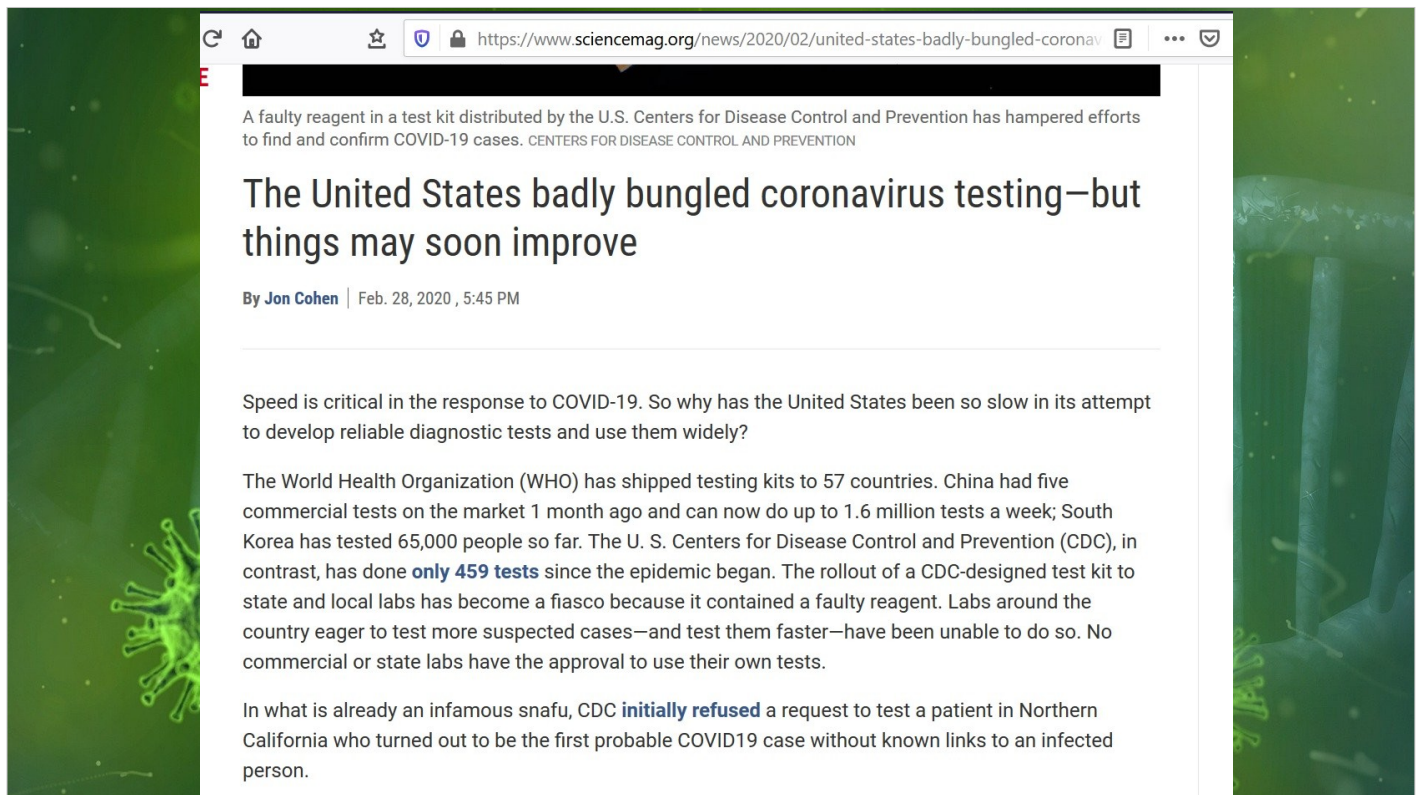 https://www.sciencemag.org/news/2020/02/united-states-badly-bungled-coronav
E
A faulty reagent in a test kit distributed by the U.S. Centers for Disease Control and Prevention has hampered efforts
to find and confirm COVID-19 cases. CENTERS FOR DISEASE CONTROL AND PREVENTION
The United States badly bungled coronavirus testing—but
things may soon improve
By Jon Cohen | Feb. 28, 2020 , 5:45 PM
Speed is critical in the response to COVID-19. So why has the United States been so slow in its attempt
to develop reliable diagnostic tests and use them widely?
The World Health Organization (WHO) has shipped testing kits to 57 countries. China had five
commercial tests on the market 1 month ago and can now do up to 1.6 million tests a week; South
Korea has tested 65,000 people so far. The U. S. Centers for Disease Control and Prevention (CDC), in
contrast, has done only 459 tests since the epidemic began. The rollout of a CDC-designed test kit to
state and local labs has become a fiasco because it contained a faulty reagent. Labs around the
country eager to test more suspected cases—and test them faster—have been unable to do so. No
commercial or state labs have the approval to use their own tests.
In what is already an infamous snafu, CDC initially refused a request to test a patient in Northern
California who turned out to be the first probable COVID19 case without known links to an infected
person.